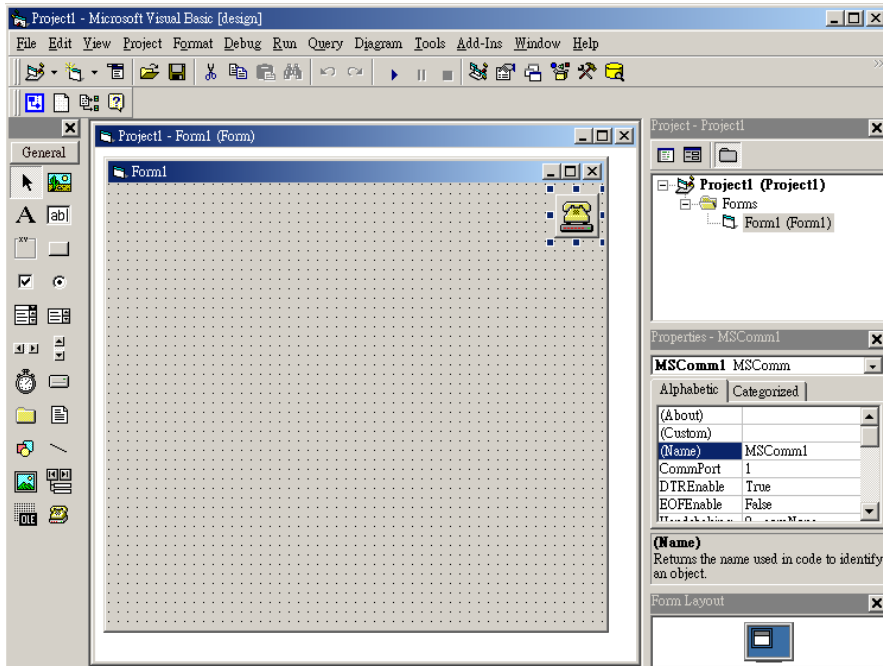 Project1 - Microsoft Visual Basic [design]
File Edit View Project Format Debug Run Query Diagram Tools Add-Ins Window Help
General
A
ab|
xv
OLE
Project1 - Form1 (Form)
Form1
Project - Project1
Project1 (Project1)
Forms
Form1 (Form1)
Properties - MSComm1
MSComm1 MSComm
Alphabetic Categorized
(About)
(Custom)
(Name) MSComm1
CommPort 1
DTREnable True
EOFEnable False
(Name)
Returns the name used in code to identify
an object.
Form Layout